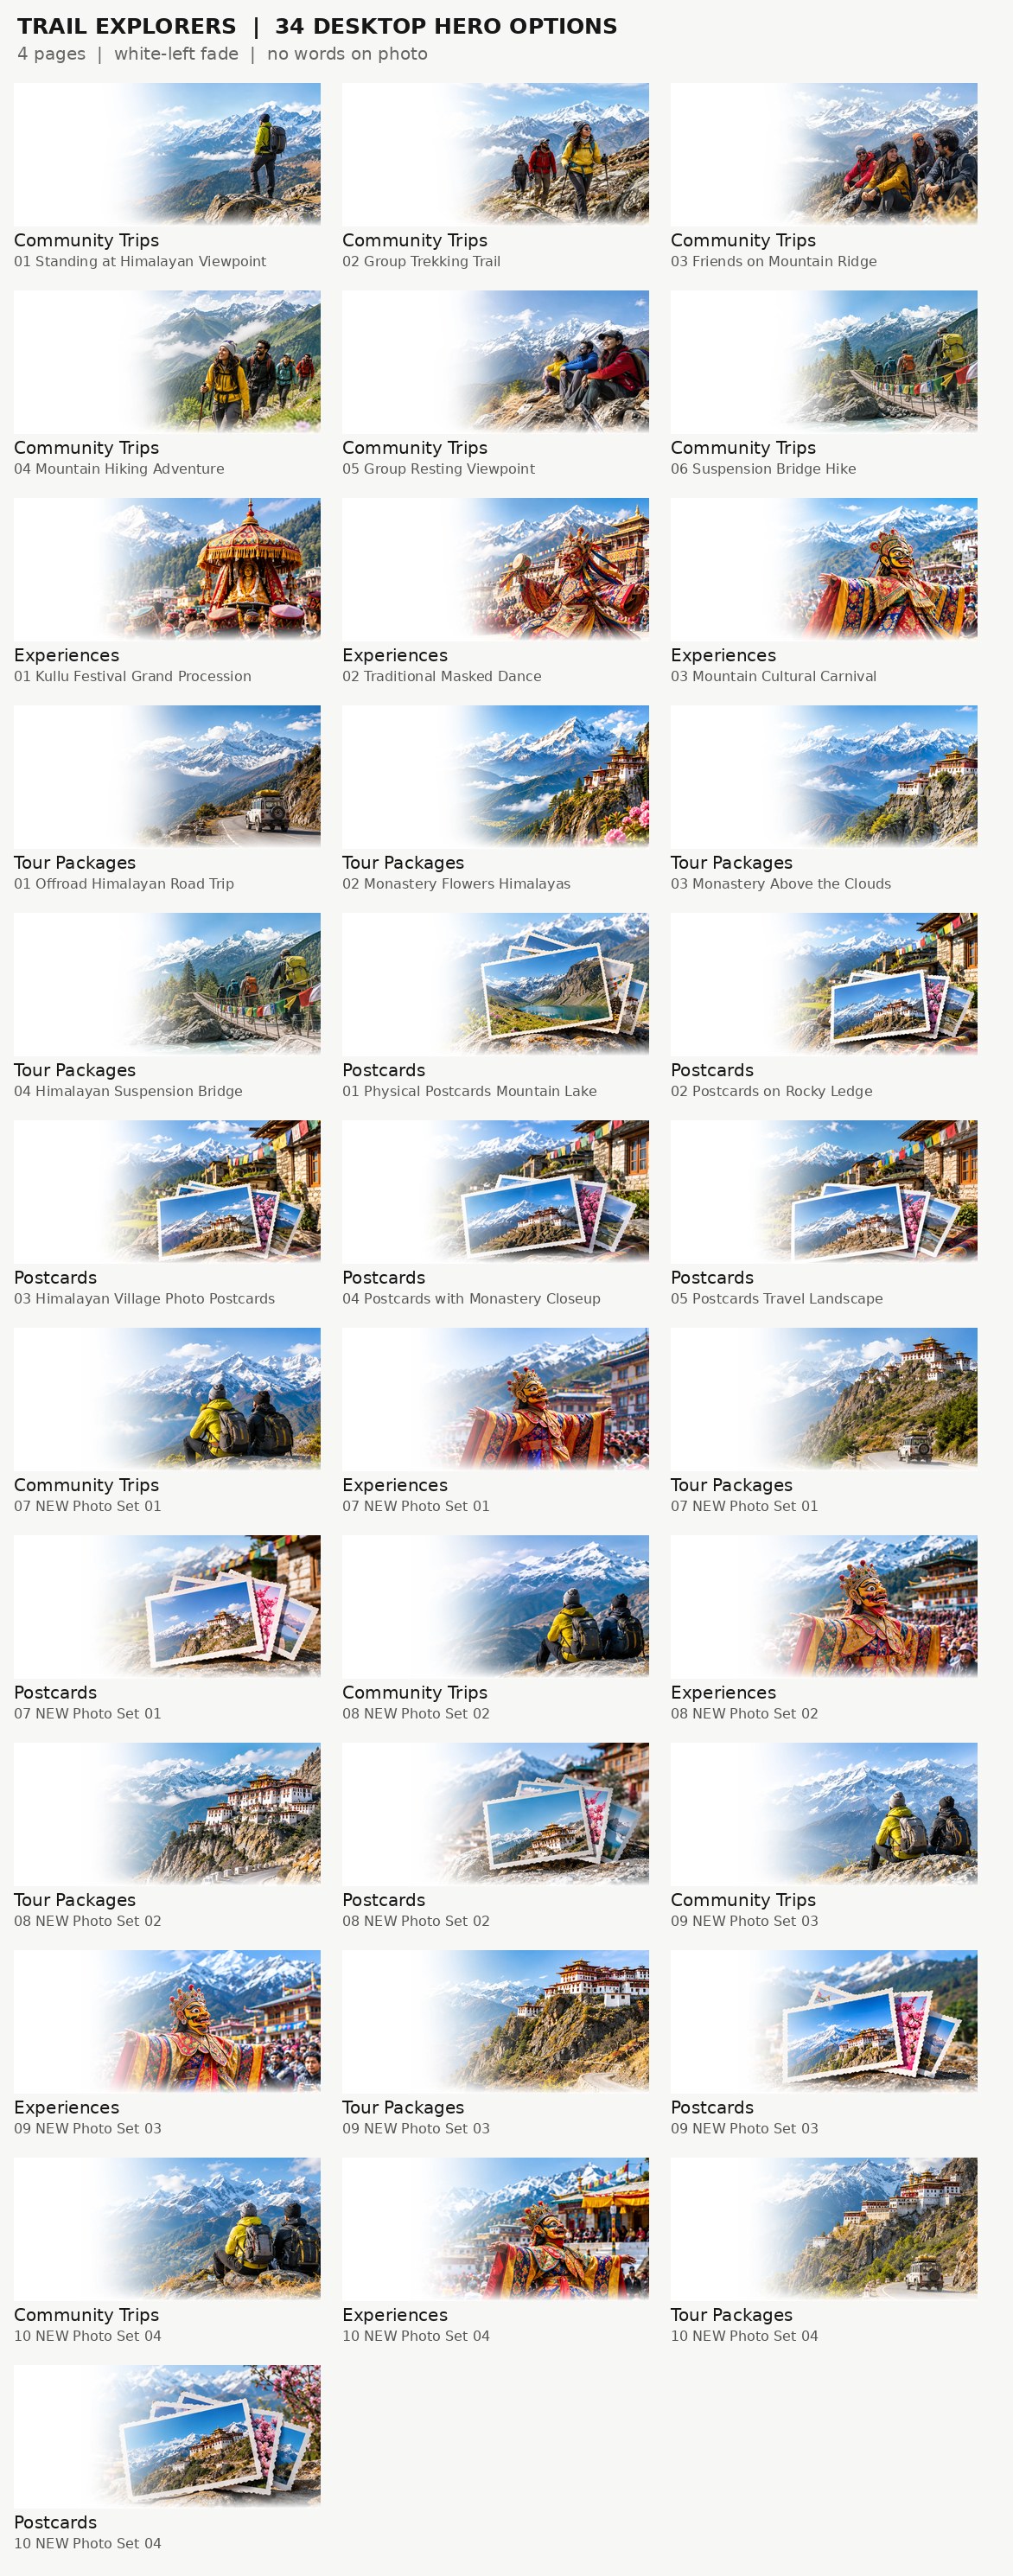 TRAIL EXPLORERS | 34 DESKTOP HERO OPTIONS
4 pages | white-left fade | no words on photo
Community Trips
01 Standing at Himalayan Viewpoint
Community Trips
02 Group Trekking Trail
Community Trips
03 Friends on Mountain Ridge
Community Trips
04 Mountain Hiking Adventure
Community Trips
05 Group Resting Viewpoint
Community Trips
06 Suspension Bridge Hike
Experiences
01 Kullu Festival Grand Procession
Experiences
02 Traditional Masked Dance
Experiences
03 Mountain Cultural Carnival
Tour Packages
01 Offroad Himalayan Road Trip
Tour Packages
02 Monastery Flowers Himalayas
Tour Packages
03 Monastery Above the Clouds
Tour Packages
04 Himalayan Suspension Bridge
Postcards
01 Physical Postcards Mountain Lake
Postcards
02 Postcards on Rocky Ledge
Postcards
03 Himalayan Village Photo Postcards
Postcards
04 Postcards with Monastery Closeup
Postcards
05 Postcards Travel Landscape
Community Trips
07 NEW Photo Set 01
Experiences
07 NEW Photo Set 01
Tour Packages
07 NEW Photo Set 01
Postcards
07 NEW Photo Set 01
Community Trips
08 NEW Photo Set 02
Experiences
08 NEW Photo Set 02
Tour Packages
08 NEW Photo Set 02
Postcards
08 NEW Photo Set 02
Community Trips
09 NEW Photo Set 03
Experiences
09 NEW Photo Set 03
Tour Packages
09 NEW Photo Set 03
Postcards
09 NEW Photo Set 03
Community Trips
10 NEW Photo Set 04
Experiences
10 NEW Photo Set 04
Tour Packages
10 NEW Photo Set 04
Postcards
10 NEW Photo Set 04